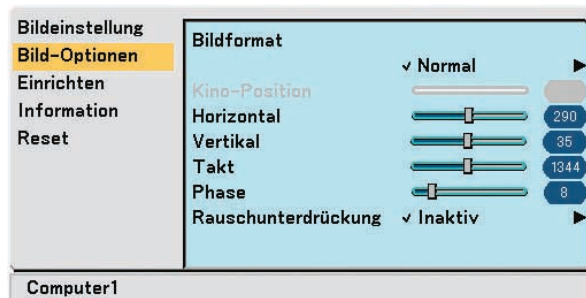 Bildeinstellung
Bild-Optionen
Einrichten
Information
Reset
Bildformat
✓ Normal
Kino-Position
Horizontal 290
Vertikal 35
Takt 1344
Phase 8
Rauschunterdrückung ✓ Inaktiv
Computer1